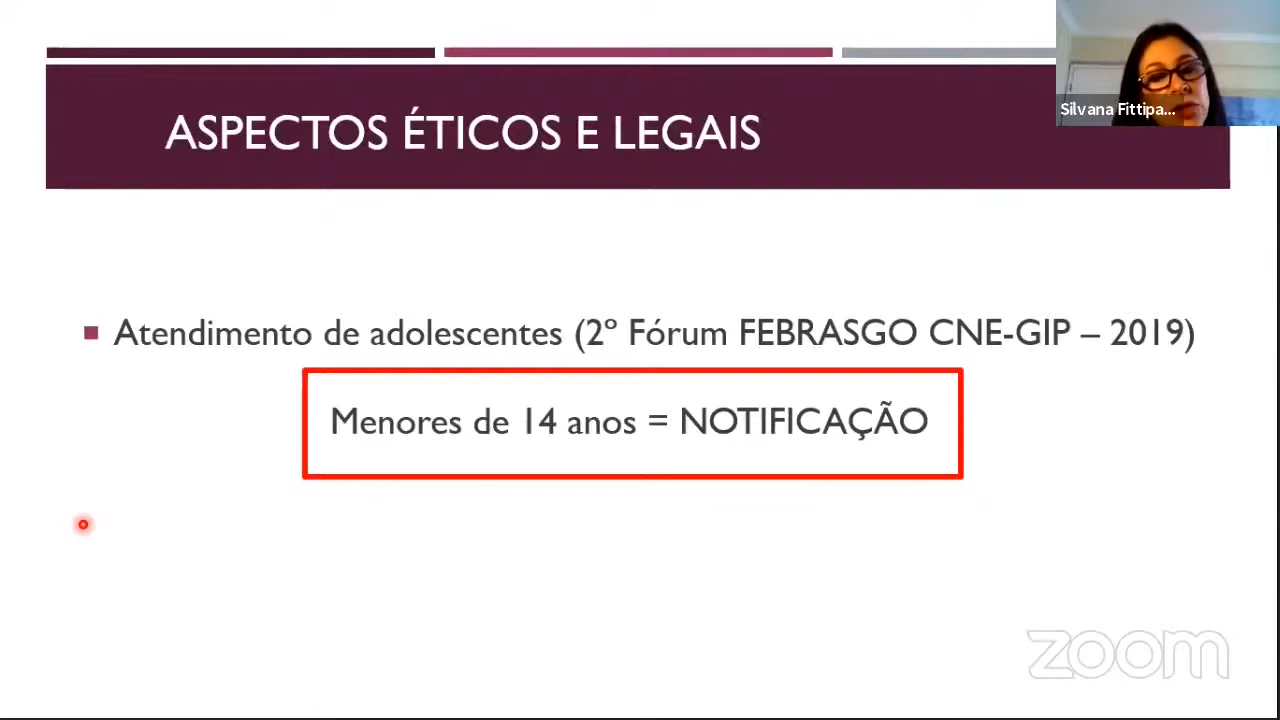 Silvana Fittipa...
ASPECTOS ÉTICOS E LEGAIS
Atendimento de adolescentes (2º Fórum FEBRASGO CNE-GIP – 2019)
Menores de 14 anos = NOTIFICAÇÃO
zoom